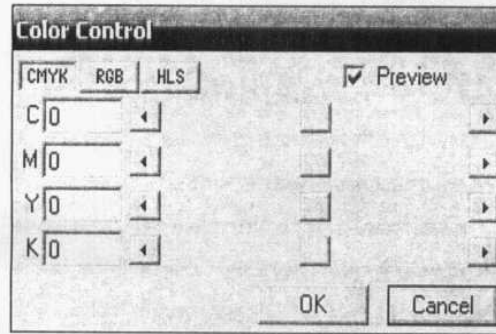 Color Control
CMYK RGB HLS Preview
C 0
M 0
Y 0
K 0
OK Cancel